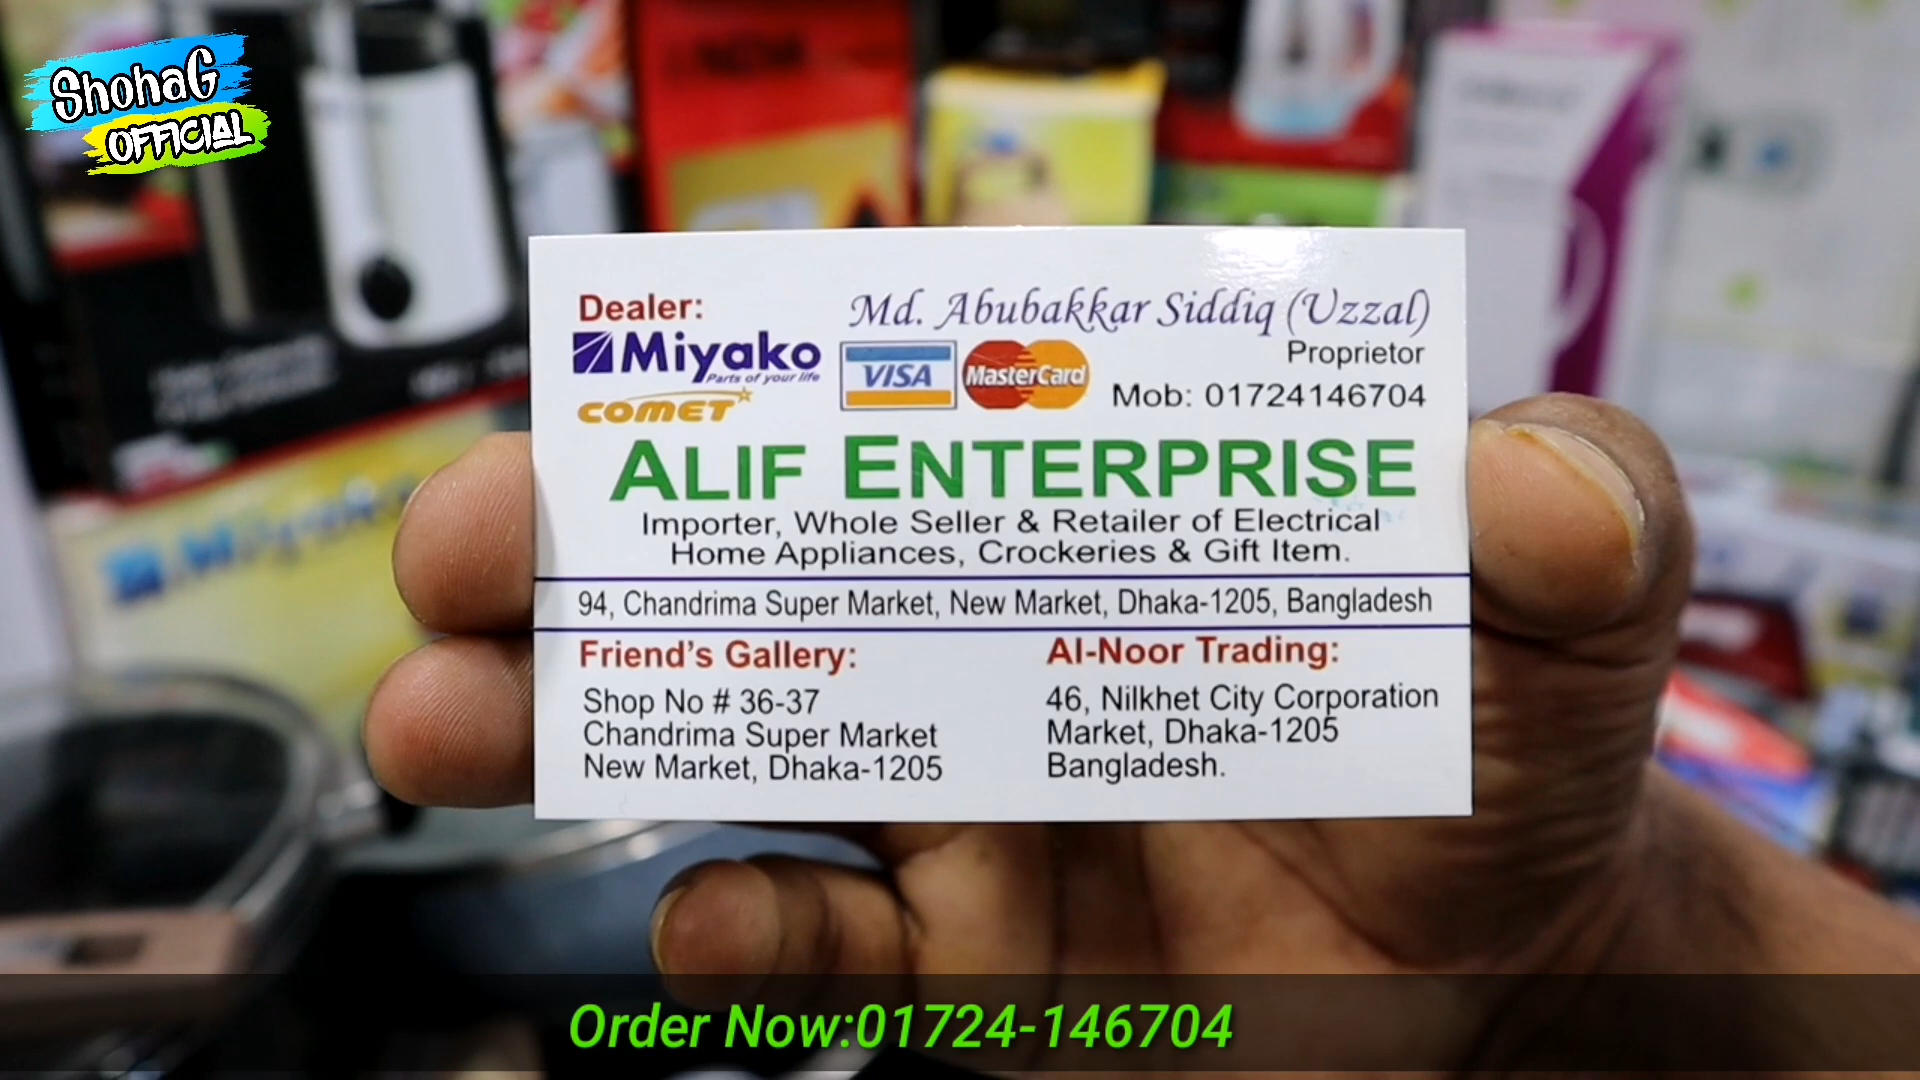 ShohaG
OFFICIAL
Dealer:
Miyako
Parts of your life
COMET
VISA
MasterCard
Md. Abubakkar Siddiq (Uzzal)
Proprietor
Mob: 01724146704
ALIF ENTERPRISE
Importer, Whole Seller & Retailer of Electrical
Home Appliances, Crockeries & Gift Item.
94, Chandrima Super Market, New Market, Dhaka-1205, Bangladesh
Friend's Gallery:
Shop No # 36-37
Chandrima Super Market
New Market, Dhaka-1205
Al-Noor Trading:
46, Nilkhet City Corporation
Market, Dhaka-1205
Bangladesh.
Miyako
Order Now:01724-146704